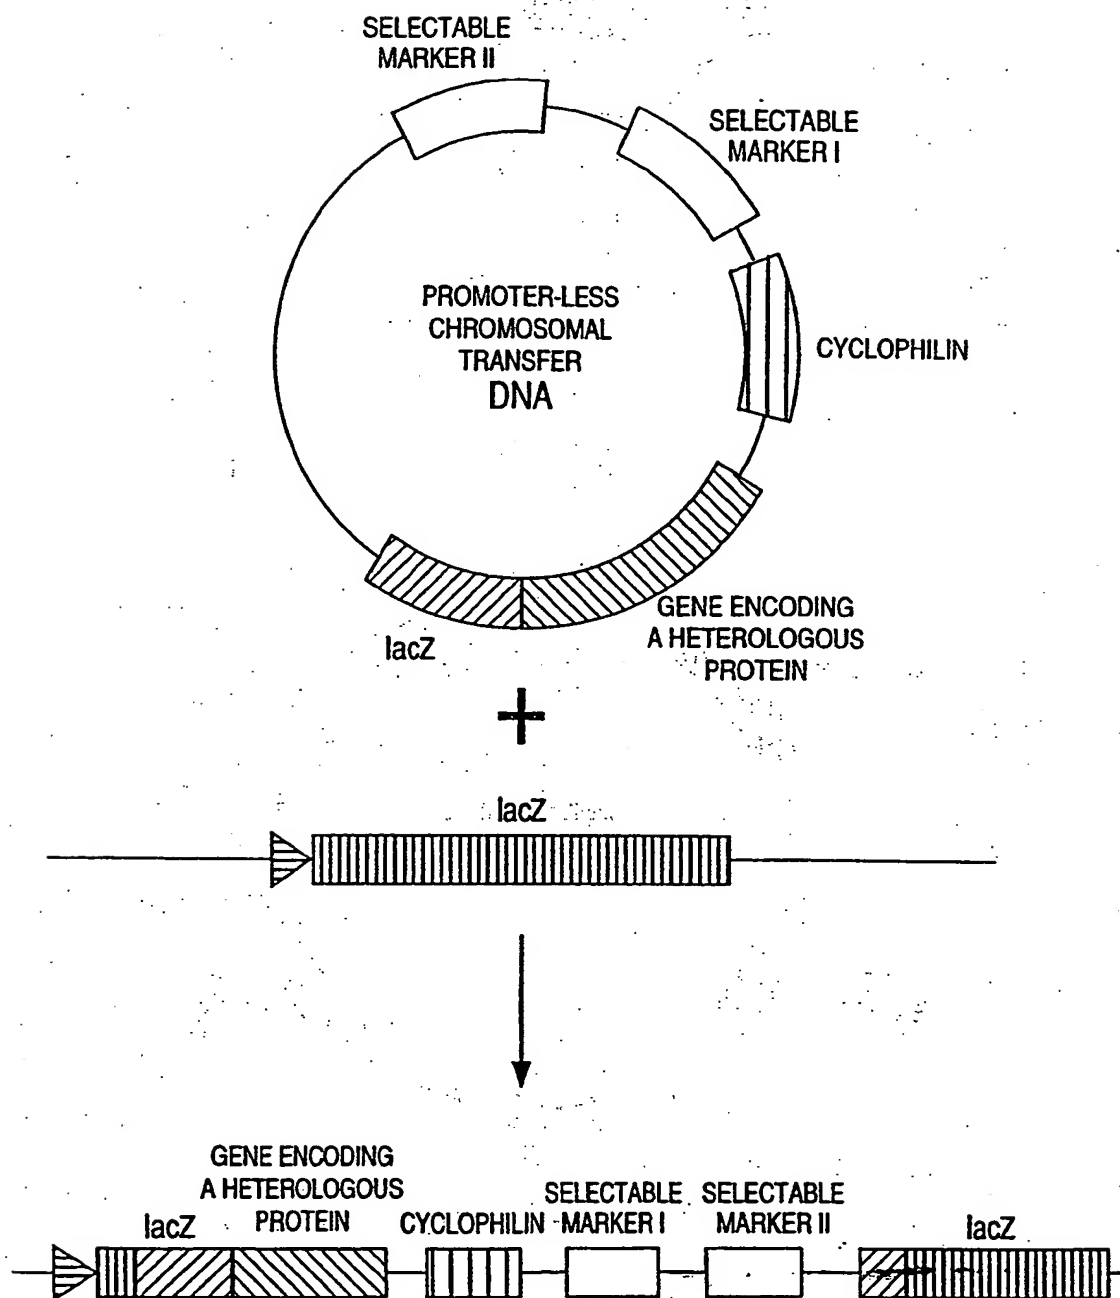 SELECTABLE
MARKER II
SELECTABLE
MARKER I
PROMOTER-LESS
CHROMOSOMAL
TRANSFER
DNA
CYCLOPHILIN
GENE ENCODING
A HETEROLOGOUS
PROTEIN
lacZ
+
lacZ
GENE ENCODING
A HETEROLOGOUS
PROTEIN
lacZ
CYCLOPHILIN
SELECTABLE
MARKER I
SELECTABLE
MARKER II
lacZ